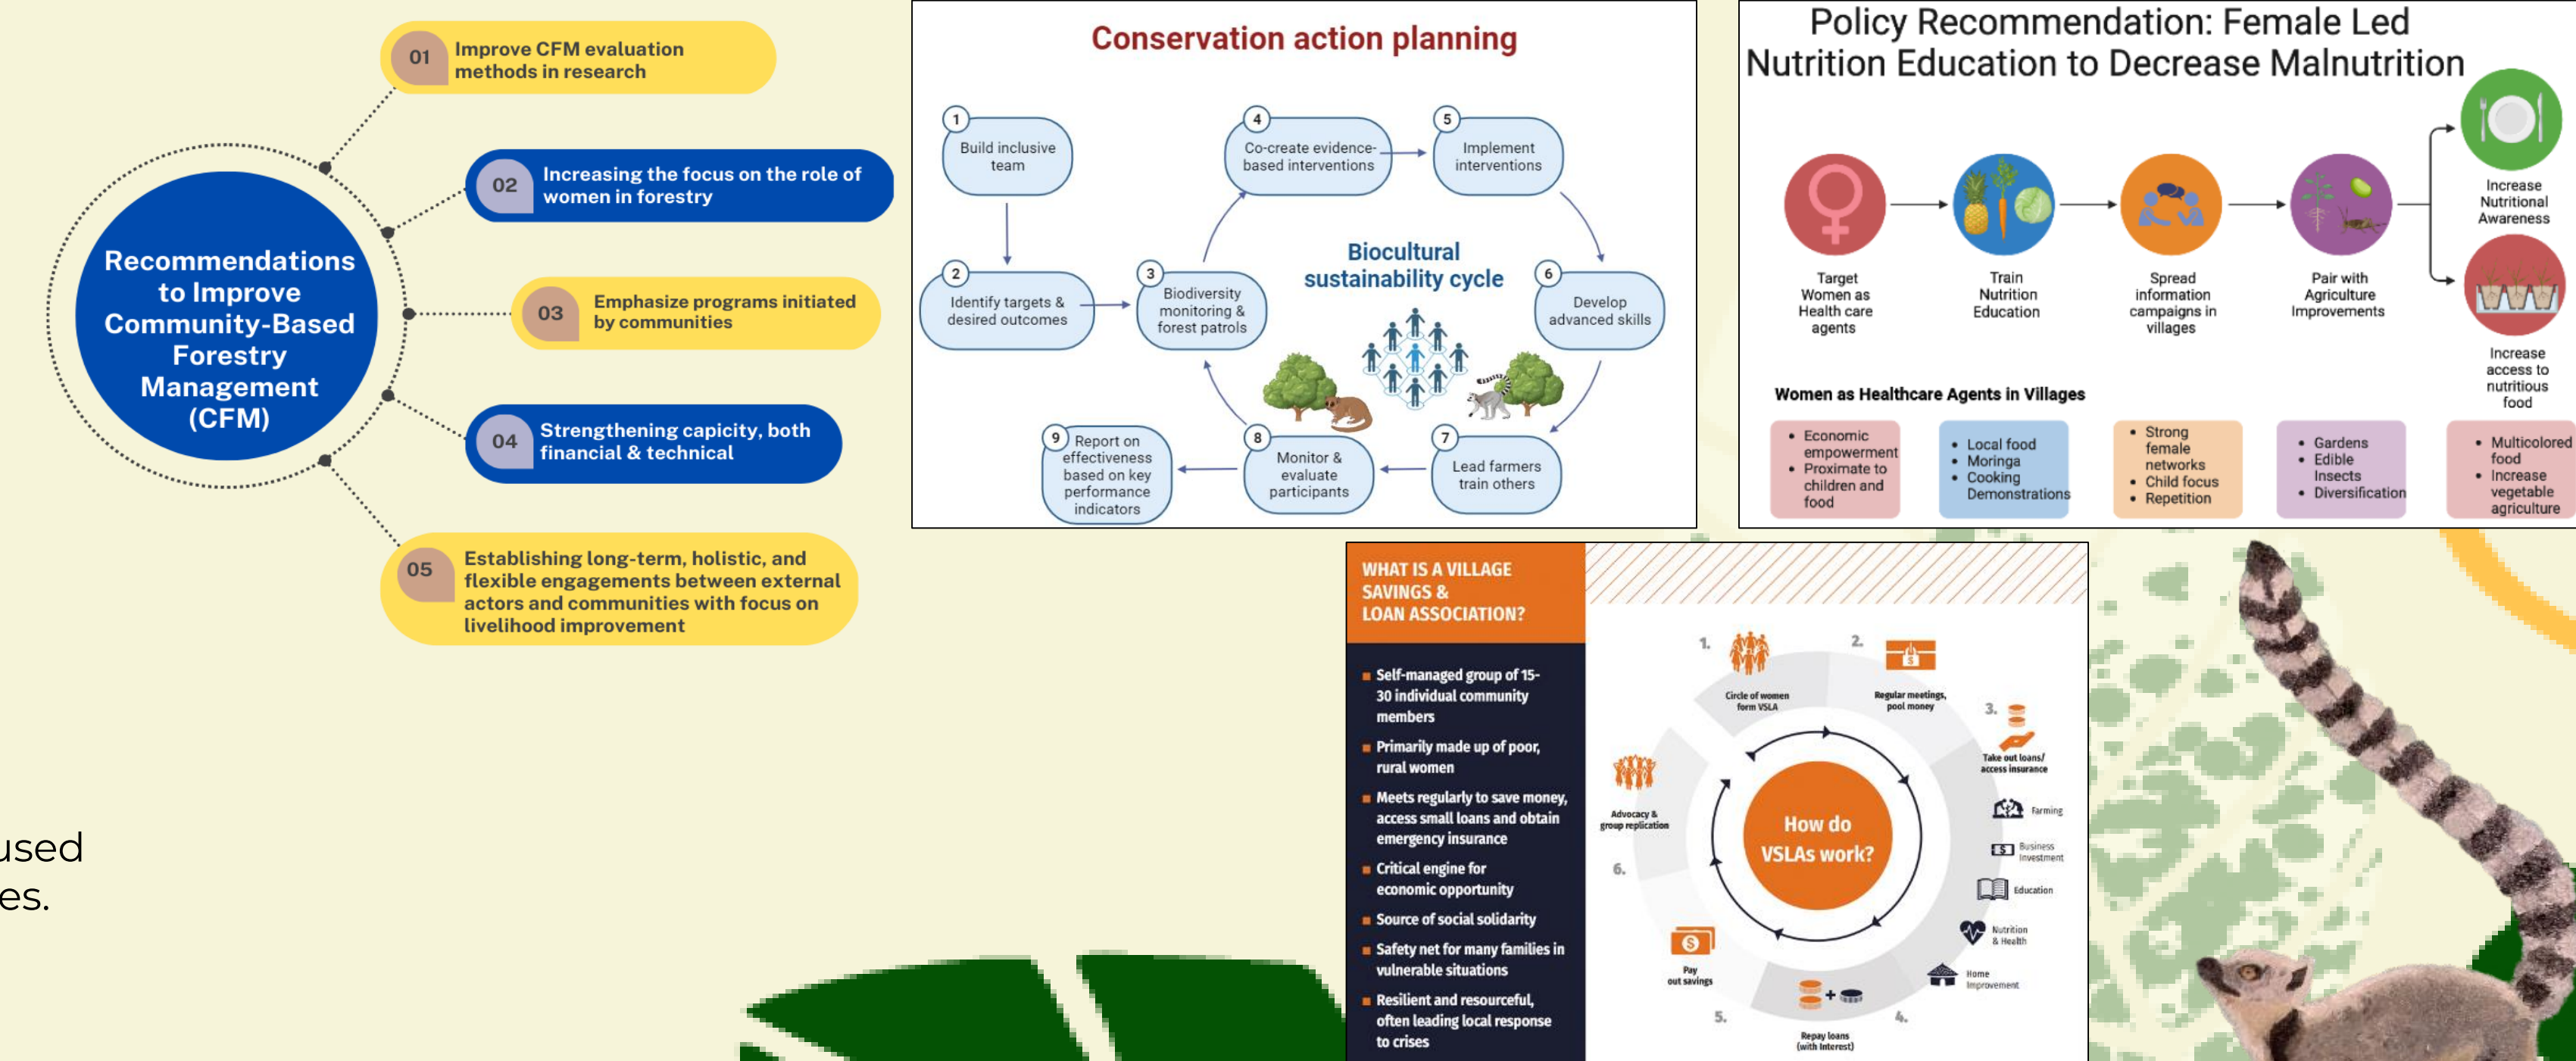 Recommendations
to Improve
Community-Based
Forestry
Management
(CFM)
01
Improve CFM evaluation
methods in research
02
Increasing the focus on the role of
women in forestry
03
Emphasize programs initiated
by communities
04
Strengthening capicity, both
financial & technical
05
Establishing long-term, holistic, and
flexible engagements between external
actors and communities with focus on
livelihood improvement
used
es.
Conservation action planning
1
Build inclusive
team
2
Identify targets &
desired outcomes
3
Biodiversity
monitoring &
forest patrols
4
Co-create evidence-
based interventions
5
Implement
interventions
6
Develop
advanced skills
7
Lead farmers
train others
8
Monitor &
evaluate
participants
9
Report on
effectiveness
based on key
performance
indicators
Biocultural
sustainability cycle
Policy Recommendation: Female Led
Nutrition Education to Decrease Malnutrition
Target
Women as
Health care
agents
Train
Nutrition
Education
Spread
information
campaigns in
villages
Pair with
Agriculture
Improvements
Increase
Nutritional
Awareness
Increase
access to
nutritious
food
Women as Healthcare Agents in Villages
• Economic
empowerment
• Proximate to
children and
food
• Local food
• Moringa
• Cooking
Demonstrations
• Strong
female
networks
• Child focus
• Repetition
• Gardens
• Edible
Insects
• Diversification
• Multicolored
food
• Increase
vegetable
agriculture
WHAT IS A VILLAGE
SAVINGS &
LOAN ASSOCIATION?
Self-managed group of 15-
30 individual community
members
Primarily made up of poor,
rural women
Meets regularly to save money,
access small loans and obtain
emergency insurance
Critical engine for
economic opportunity
Source of social solidarity
Safety net for many families in
vulnerable situations
Resilient and resourceful,
often leading local response
to crises
How do
VSLAs work?
1.
Circle of women
form VSLA
2.
$
Regular meetings,
pool money
3.
Take out loans/
access insurance
Farming
$
Business
Investment
Education
Nutrition
& Health
Home
Improvement
4.
+
Repay loans
(with Interest)
5.
$
Pay
out savings
6.
Advocacy &
group replication